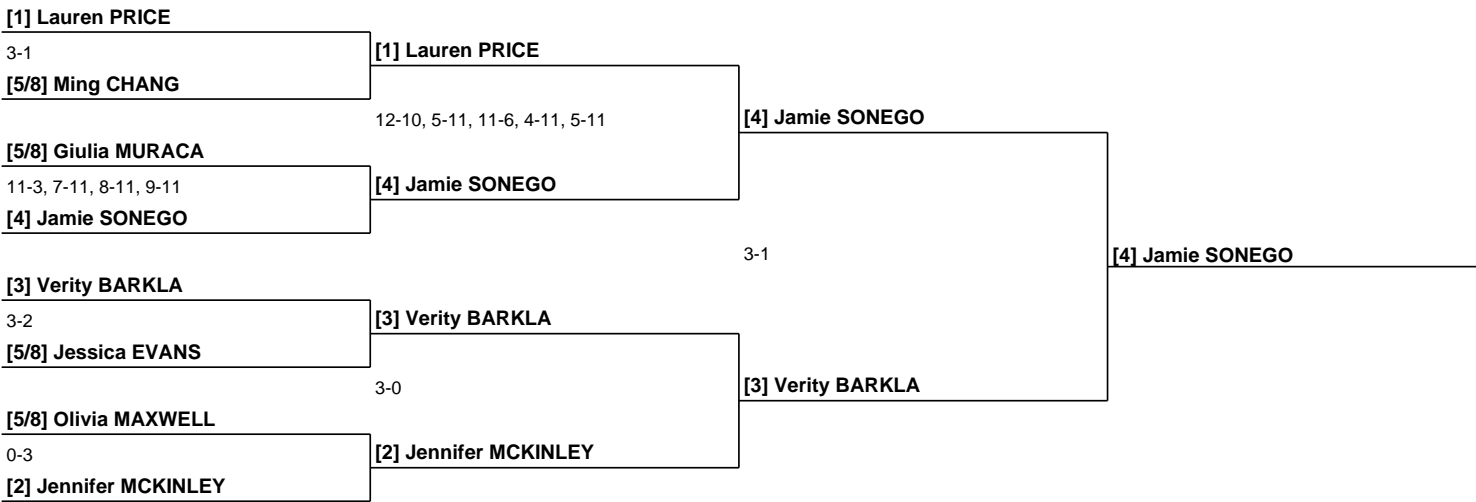 [1] Lauren PRICE
3-1
[5/8] Ming CHANG
[5/8] Giulia MURACA
11-3, 7-11, 8-11, 9-11
[4] Jamie SONEGO
[3] Verity BARKLA
3-2
[5/8] Jessica EVANS
[5/8] Olivia MAXWELL
0-3
[2] Jennifer MCKINLEY
[1] Lauren PRICE
12-10, 5-11, 11-6, 4-11, 5-11
[4] Jamie SONEGO
[3] Verity BARKLA
3-0
[2] Jennifer MCKINLEY
[4] Jamie SONEGO
3-1
[3] Verity BARKLA
[4] Jamie SONEGO